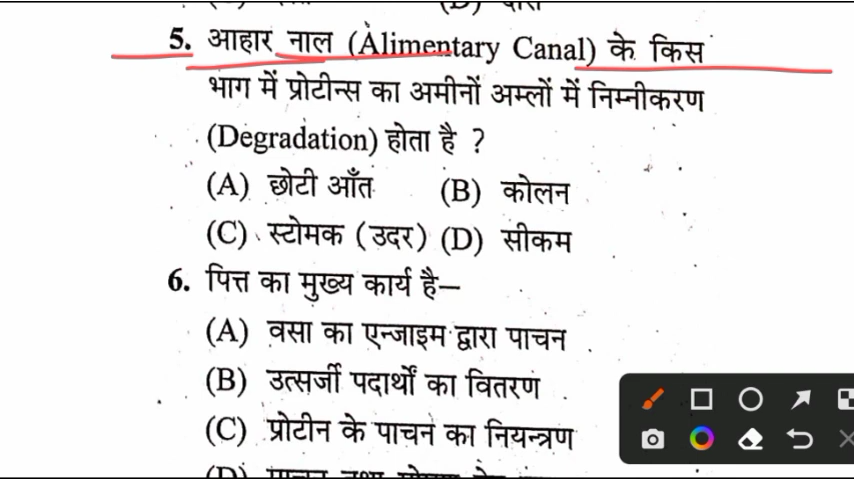 5. आहार नाल (Alimentary Canal) के किस
भाग में प्रोटीन्स का अमीनों अम्लों में निम्नीकरण
(Degradation) होता है ?
(A) छोटी आँत (B) कोलन
(C) स्टोमक (उदर) (D) सीकम
6. पित्त का मुख्य कार्य है–
(A) वसा का एन्जाइम द्वारा पाचन
(B) उत्सर्जी पदार्थों का वितरण
(C) प्रोटीन के पाचन का नियन्त्रण